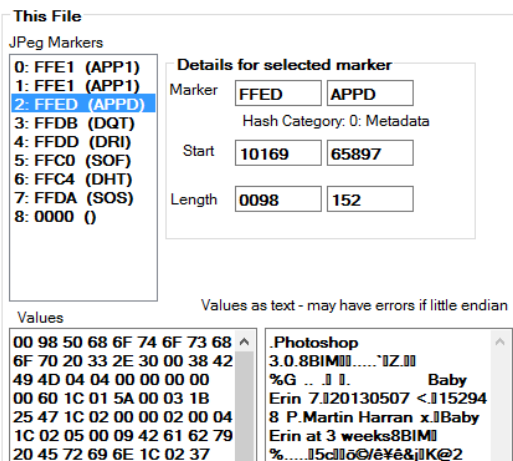 This File
JPeg Markers
0: FFE1 (APP1)
1: FFE1 (APP1)
2: FFED (APPD)
3: FFDB (DQT)
4: FFDD (DRI)
5: FFC0 (SOF)
6: FFC4 (DHT)
7: FFDA (SOS)
8: 0000 ()
Details for selected marker
Marker FFED APPD
Hash Category: 0: Metadata
Start 10169 65897
Length 0098 152
Values
00 98 50 68 6F 74 6F 73 68
6F 70 20 33 2E 30 00 38 42
49 4D 04 04 00 00 00 00
00 60 1C 01 5A 00 03 1B
25 47 1C 02 00 00 02 00 04
1C 02 05 00 09 42 61 62 79
20 45 72 69 6E 1C 02 37
Values as text - may have errors if little endian
.Photoshop
3.0.8BIM▯▯.....`▯Z.▯▯
%G .. .▯ ▯. Baby
Erin 7.▯20130507 <.▯15294
8 P.Martin Harran x.▯Baby
Erin at 3 weeks8BIM▯